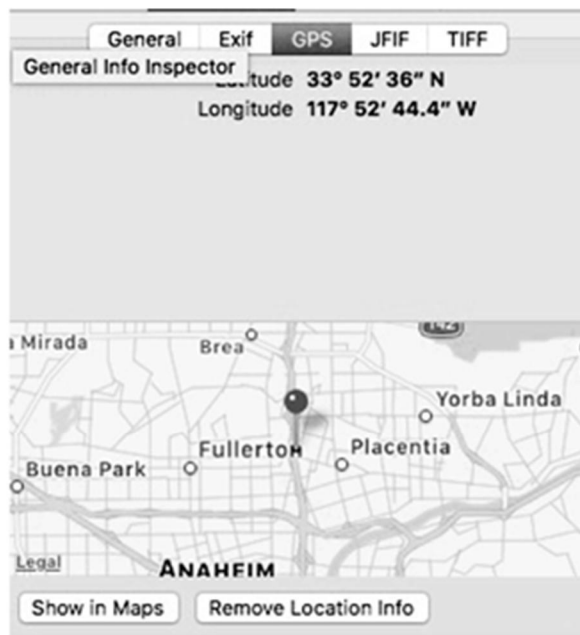 General Exif GPS JFIF TIFF
General Info Inspector
Latitude 33° 52' 36" N
Longitude 117° 52' 44.4" W
142
a Mirada
Brea
Yorba Linda
Fullerton
Placentia
Buena Park
Legal
ANAHEIM
Show in Maps Remove Location Info